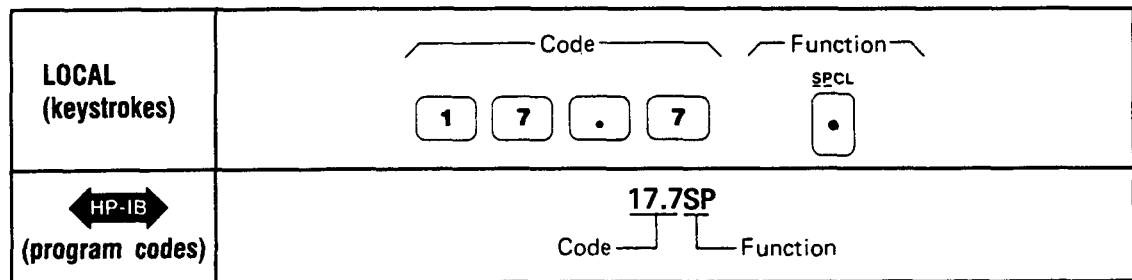 LOCAL
(keystrokes)
Code Function
SPCL
1 7 . 7
HP-IB
(program codes)
17.7SP
Code Function